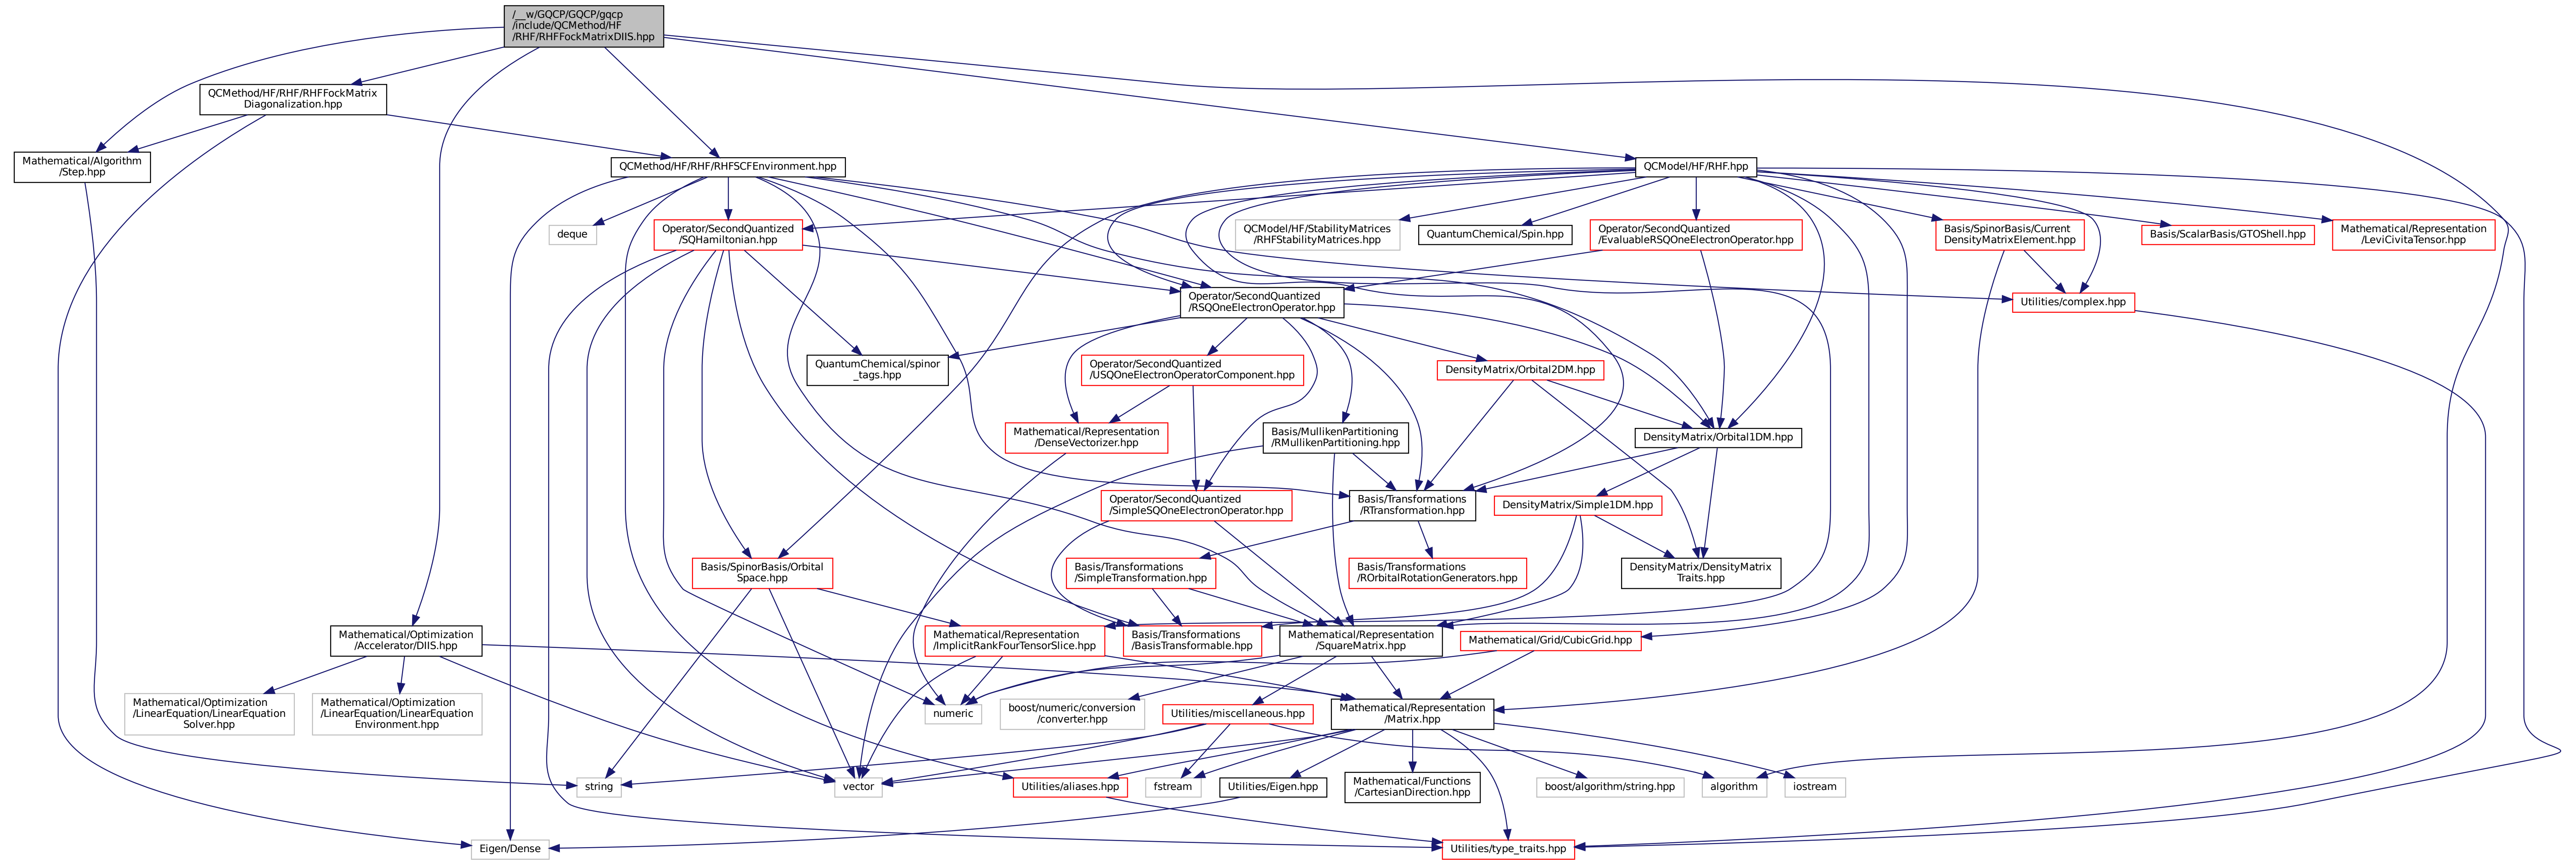 /__w/GQCP/GQCP/gqcp
/include/QCMethod/HF
/RHF/RHFFockMatrixDIIS.hpp
QCMethod/HF/RHF/RHFFockMatrix
Diagonalization.hpp
Mathematical/Algorithm
/Step.hpp
QCMethod/HF/RHF/RHFSCFEnvironment.hpp
QCModel/HF/RHF.hpp
deque
Operator/SecondQuantized
/SQHamiltonian.hpp
QCModel/HF/StabilityMatrices
/RHFStabilityMatrices.hpp
QuantumChemical/Spin.hpp
Operator/SecondQuantized
/EvaluableRSQOneElectronOperator.hpp
Basis/SpinorBasis/Current
DensityMatrixElement.hpp
Basis/ScalarBasis/GTOShell.hpp
Mathematical/Representation
/LeviCivitaTensor.hpp
Operator/SecondQuantized
/RSQOneElectronOperator.hpp
Utilities/complex.hpp
QuantumChemical/spinor
_tags.hpp
Operator/SecondQuantized
/USQOneElectronOperatorComponent.hpp
DensityMatrix/Orbital2DM.hpp
Mathematical/Representation
/DenseVectorizer.hpp
Basis/MullikenPartitioning
/RMullikenPartitioning.hpp
DensityMatrix/Orbital1DM.hpp
Operator/SecondQuantized
/SimpleSQOneElectronOperator.hpp
Basis/Transformations
/RTransformation.hpp
DensityMatrix/Simple1DM.hpp
Basis/SpinorBasis/Orbital
Space.hpp
Basis/Transformations
/SimpleTransformation.hpp
Basis/Transformations
/ROrbitalRotationGenerators.hpp
DensityMatrix/DensityMatrix
Traits.hpp
Mathematical/Optimization
/Accelerator/DIIS.hpp
Mathematical/Representation
/ImplicitRankFourTensorSlice.hpp
Basis/Transformations
/BasisTransformable.hpp
Mathematical/Representation
/SquareMatrix.hpp
Mathematical/Grid/CubicGrid.hpp
Mathematical/Optimization
/LinearEquation/LinearEquation
Solver.hpp
Mathematical/Optimization
/LinearEquation/LinearEquation
Environment.hpp
numeric
boost/numeric/conversion
/converter.hpp
Utilities/miscellaneous.hpp
Mathematical/Representation
/Matrix.hpp
string
vector
Utilities/aliases.hpp
fstream
Utilities/Eigen.hpp
Mathematical/Functions
/CartesianDirection.hpp
boost/algorithm/string.hpp
algorithm
iostream
Eigen/Dense
Utilities/type_traits.hpp